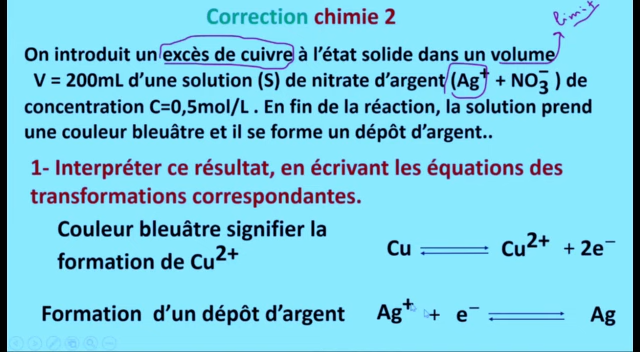 Correction chimie 2
limit
On introduit un excès de cuivre à l'état solide dans un volume
V = 200mL d'une solution (S) de nitrate d'argent (Ag⁺ + NO₃⁻ ) de
concentration C=0,5mol/L . En fin de la réaction, la solution prend
une couleur bleuâtre et il se forme un dépôt d'argent..
1- Interpréter ce résultat, en écrivant les équations des
transformations correspondantes.
Couleur bleuâtre signifier la
formation de Cu²⁺
Cu ⇌ Cu²⁺ + 2e⁻
Formation d'un dépôt d'argent
Ag⁺ + e⁻ ⇌ Ag